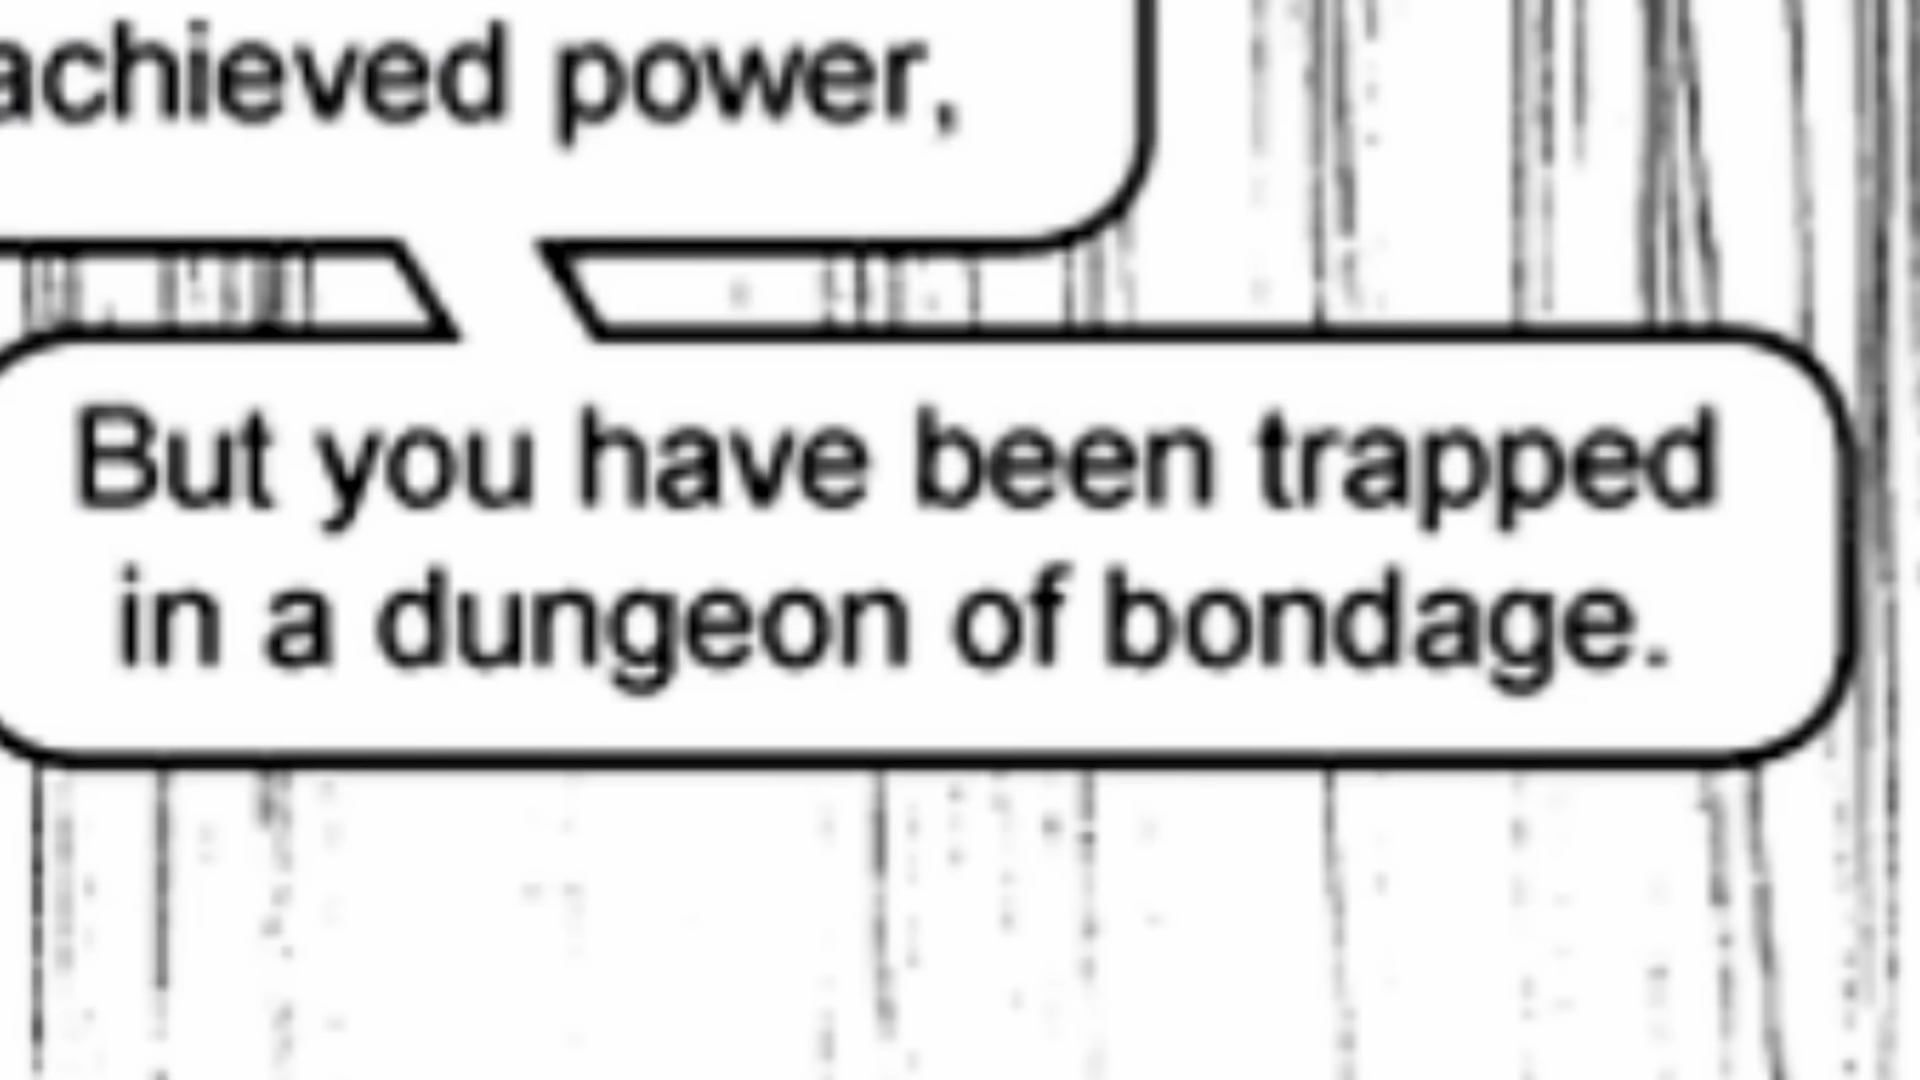 achieved power,
But you have been trapped
in a dungeon of bondage.